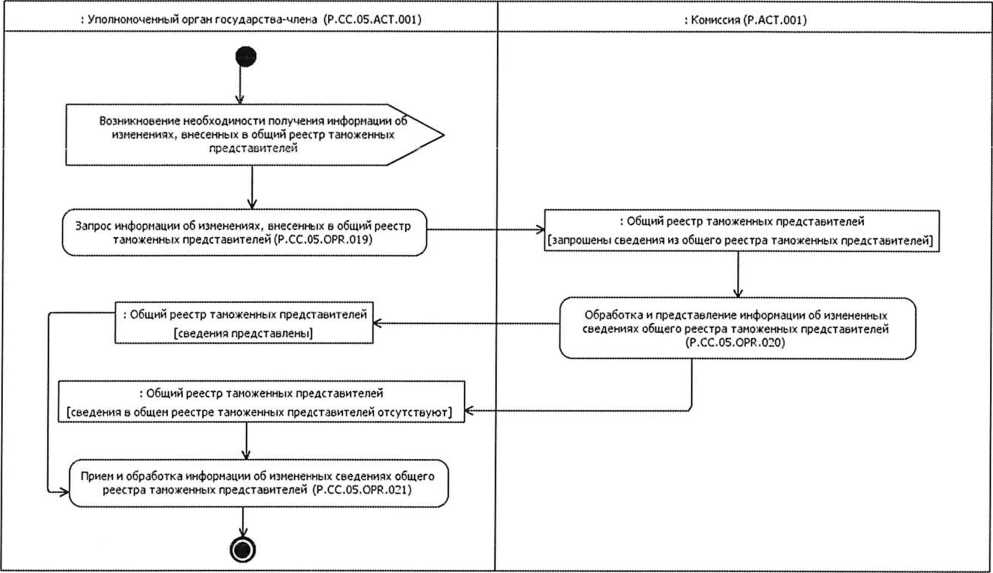 : Уполномоченный орган государства-члена (P.CC.05.ACT.001)
: Комиссия (P.ACT.001)
Возникновение необходимости получения информации об
изменениях, внесенных в общий реестр таможенных
представителей
Запрос информации об изменениях, внесенных в общий реестр
таможенных представителей (P.CC.05.OPR.019)
: Общий реестр таможенных представителей
[запрошены сведения из общего реестра таможенных представителей]
Обработка и представление информации об измененных
сведениях общего реестра таможенных представителей
(P.CC.05.OPR.020)
: Общий реестр таможенных представителей
[сведения представлены]
: Общий реестр таможенных представителей
[сведения в общем реестре таможенных представителей отсутствуют]
Прием и обработка информации об измененных сведениях общего
реестра таможенных представителей (P.CC.05.OPR.021)